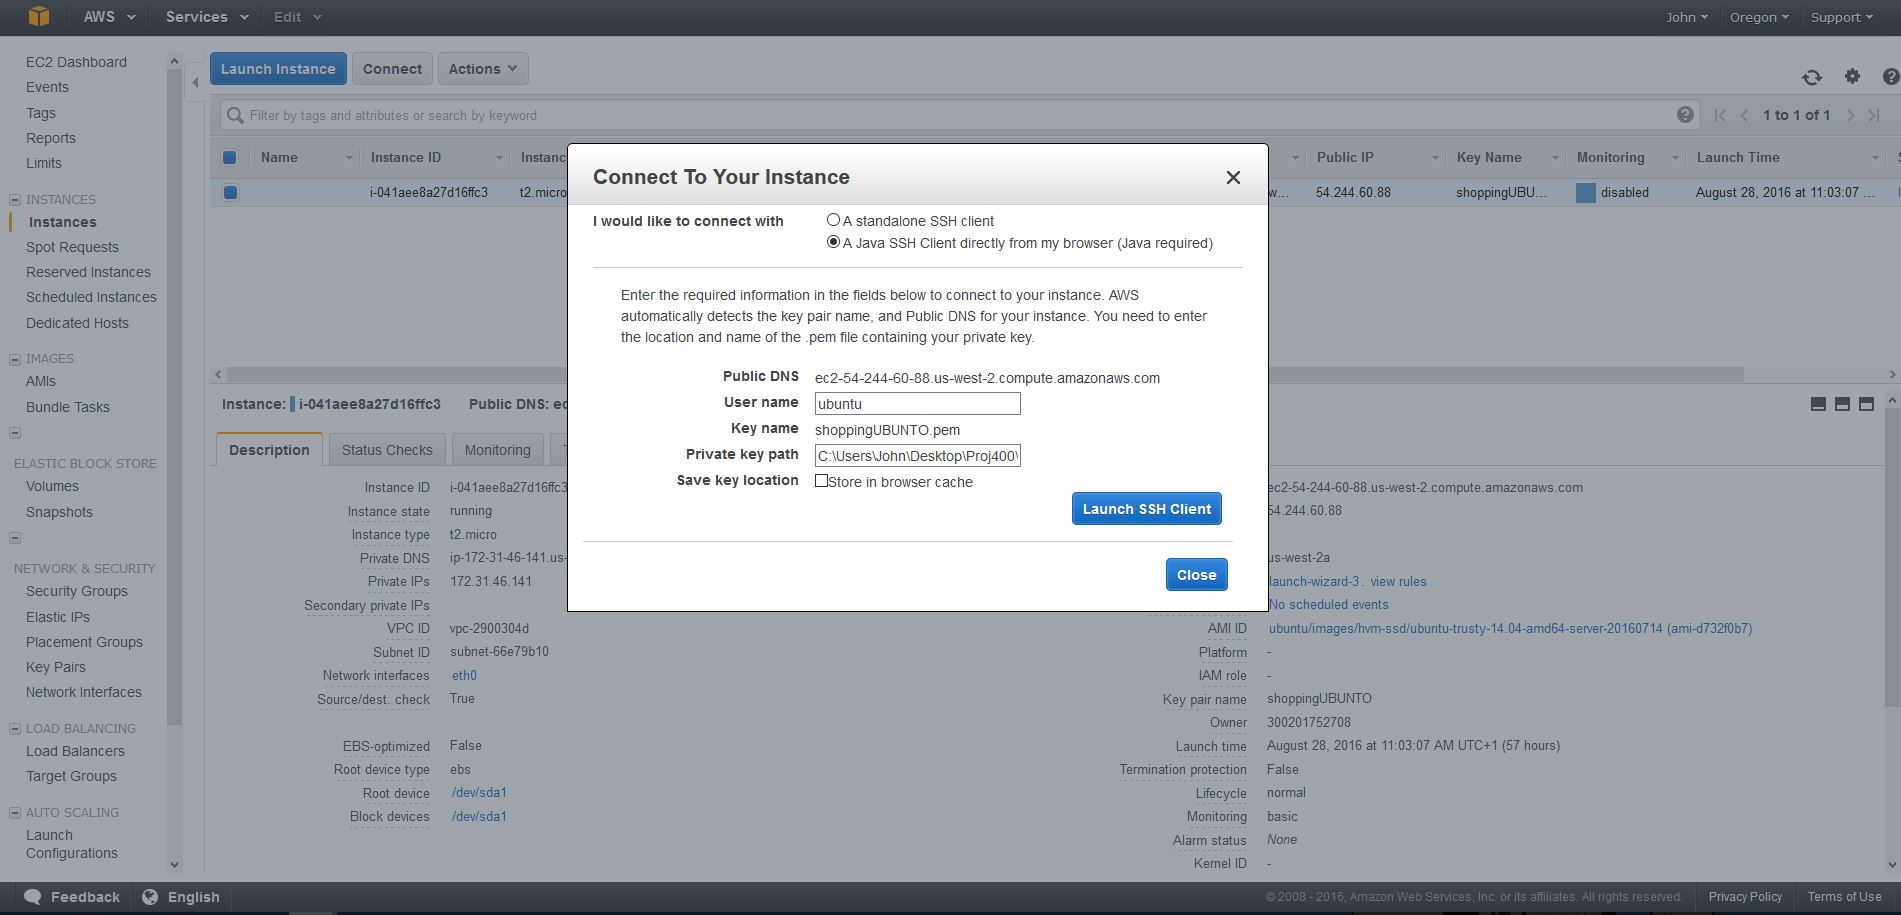 AWS Services Edit John Oregon Support
EC2 Dashboard
Events
Tags
Reports
Limits
INSTANCES
Instances
Spot Requests
Reserved Instances
Scheduled Instances
Dedicated Hosts
IMAGES
AMIs
Bundle Tasks
ELASTIC BLOCK STORE
Volumes
Snapshots
NETWORK & SECURITY
Security Groups
Elastic IPs
Placement Groups
Key Pairs
Network Interfaces
LOAD BALANCING
Load Balancers
Target Groups
AUTO SCALING
Launch
Configurations
Launch Instance Connect Actions
Filter by tags and attributes or search by keyword 1 to 1 of 1
Name Instance ID Instanc Public IP Key Name Monitoring Launch Time
i-041aee8a27d16ffc3 t2.micro w... 54.244.60.88 shoppingUBU... disabled August 28, 2016 at 11:03:07 ...
Connect To Your Instance
I would like to connect with A standalone SSH client
A Java SSH Client directly from my browser (Java required)
Enter the required information in the fields below to connect to your instance. AWS
automatically detects the key pair name, and Public DNS for your instance. You need to enter
the location and name of the .pem file containing your private key.
Public DNS ec2-54-244-60-88.us-west-2.compute.amazonaws.com
User name ubuntu
Key name shoppingUBUNTO.pem
Private key path C:\Users\John\Desktop\Proj400\
Save key location Store in browser cache
Launch SSH Client
Close
Instance: i-041aee8a27d16ffc3 Public DNS: ec
Description Status Checks Monitoring T
Instance ID i-041aee8a27d16ffc3
Instance state running
Instance type t2.micro
Private DNS ip-172-31-46-141.us-
Private IPs 172.31.46.141
Secondary private IPs
VPC ID vpc-2900304d
Subnet ID subnet-66e79b10
Network interfaces eth0
Source/dest. check True
EBS-optimized False
Root device type ebs
Root device /dev/sda1
Block devices /dev/sda1
ec2-54-244-60-88.us-west-2.compute.amazonaws.com
54.244.60.88
us-west-2a
launch-wizard-3. view rules
No scheduled events
AMI ID ubuntu/images/hvm-ssd/ubuntu-trusty-14.04-amd64-server-20160714 (ami-d732f0b7)
Platform -
IAM role -
Key pair name shoppingUBUNTO
Owner 300201752708
Launch time August 28, 2016 at 11:03:07 AM UTC+1 (57 hours)
Termination protection False
Lifecycle normal
Monitoring basic
Alarm status None
Kernel ID -
Feedback English © 2008 - 2016, Amazon Web Services, Inc. or its affiliates. All rights reserved. Privacy Policy Terms of Use